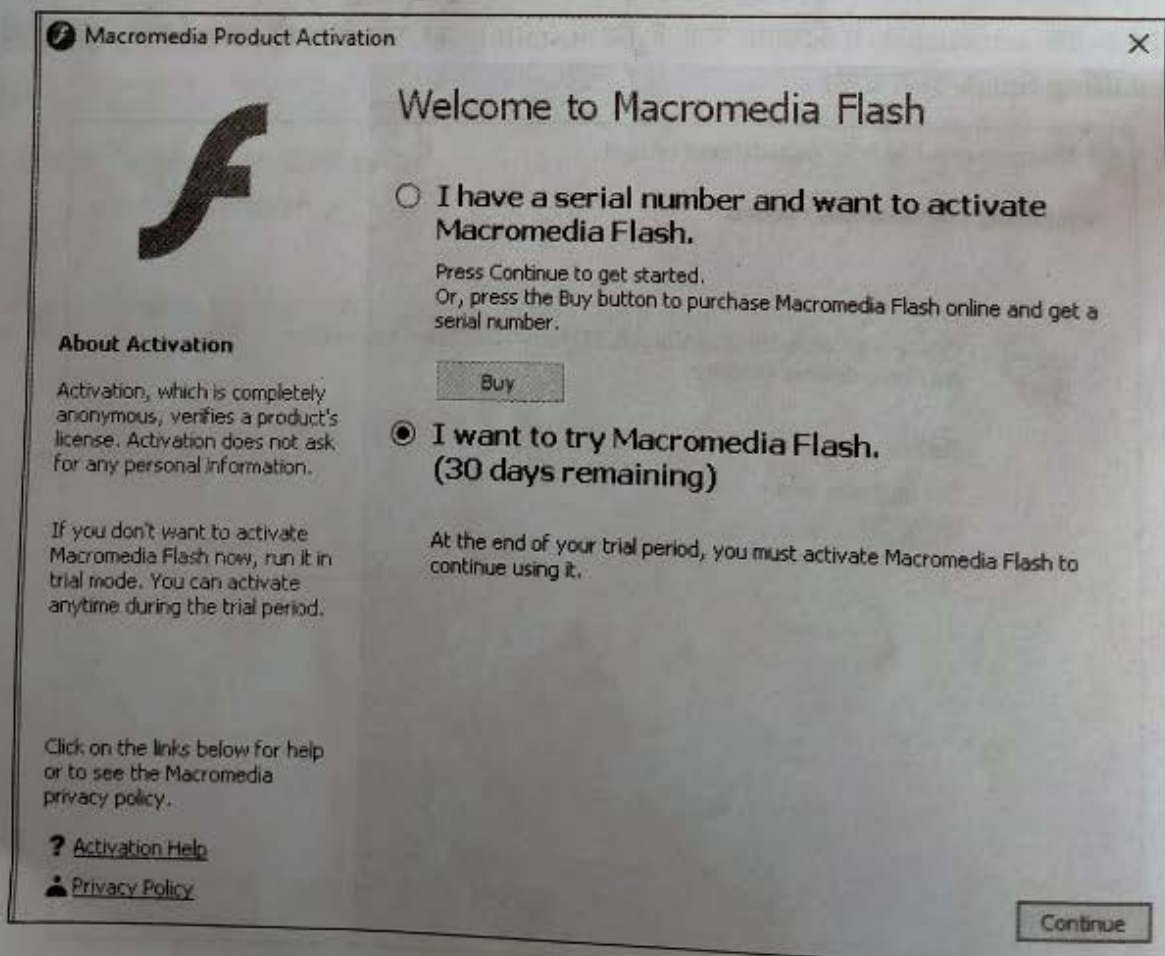 Macromedia Product Activation
Welcome to Macromedia Flash
I have a serial number and want to activate
Macromedia Flash.
Press Continue to get started.
Or, press the Buy button to purchase Macromedia Flash online and get a
serial number.
Buy
I want to try Macromedia Flash.
(30 days remaining)
At the end of your trial period, you must activate Macromedia Flash to
continue using it.
About Activation
Activation, which is completely
anonymous, verifies a product's
license. Activation does not ask
for any personal information.
If you don't want to activate
Macromedia Flash now, run it in
trial mode. You can activate
anytime during the trial period.
Click on the links below for help
or to see the Macromedia
privacy policy.
? Activation Help
Privacy Policy
Continue